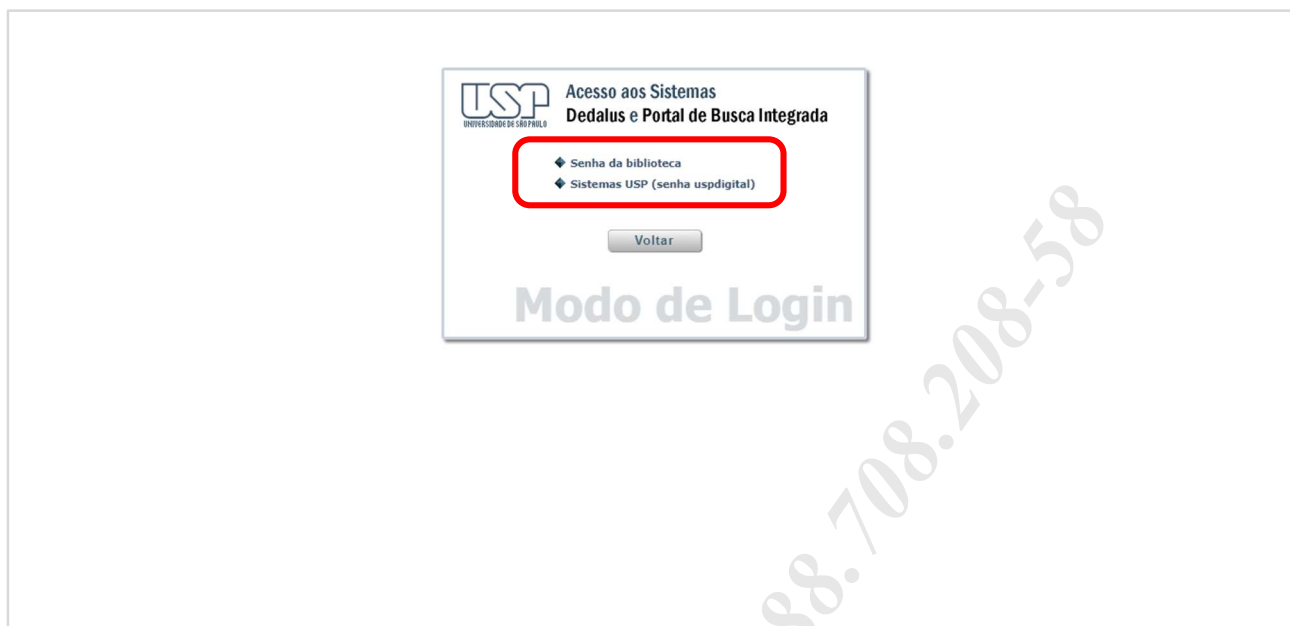 USP
UNIVERSIDADE DE SÃO PAULO
Acesso aos Sistemas
Dedalus e Portal de Busca Integrada
Senha da biblioteca
Sistemas USP (senha uspdigital)
Voltar
Modo de Login
88.708.208-58